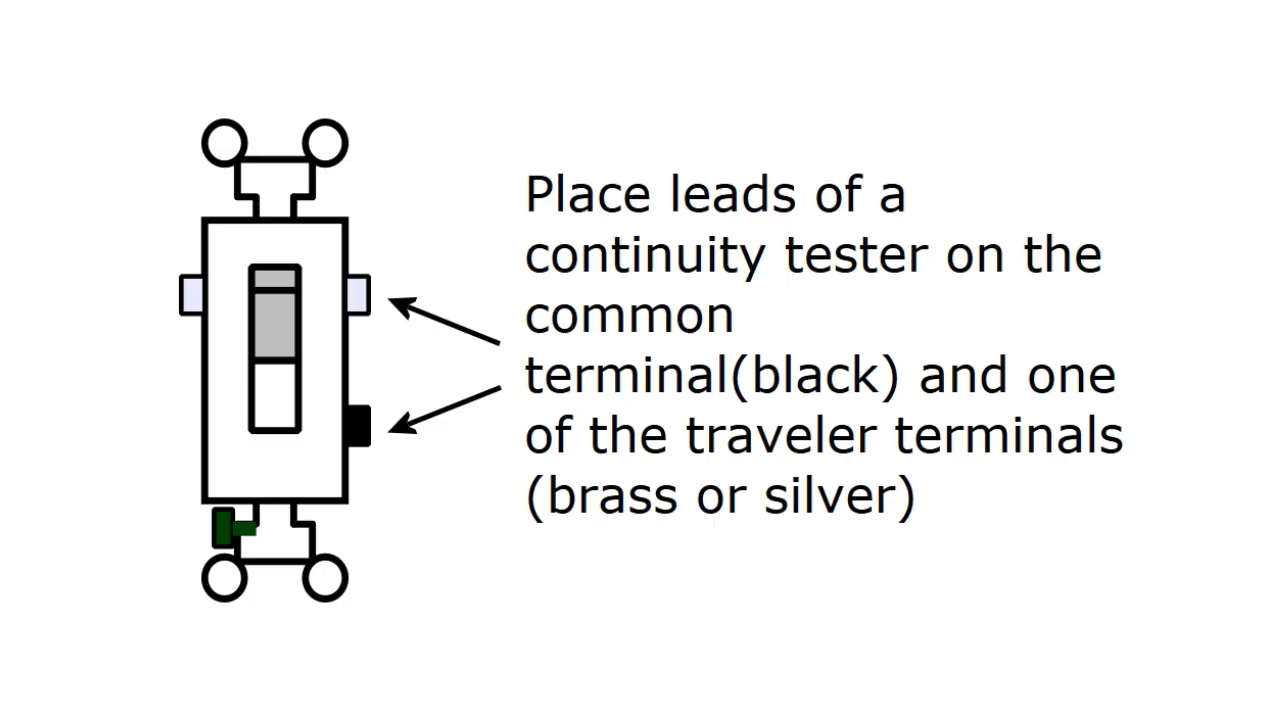 Place leads of a
continuity tester on the
common
terminal(black) and one
of the traveler terminals
(brass or silver)